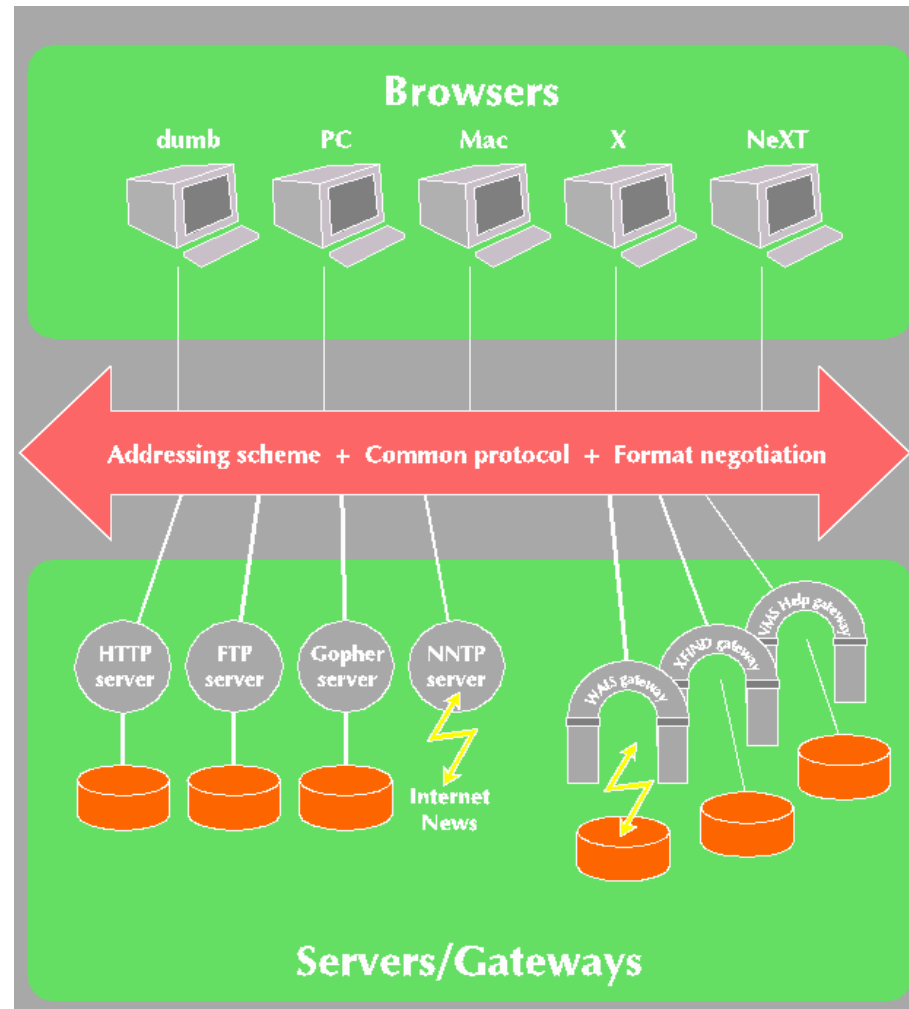 Browsers
dumb PC Mac X NeXT
Addressing scheme + Common protocol + Format negotiation
HTTP
server
FTP
server
Gopher
server
NNTP
server
WAIS gateway
XFIND gateway
VMS Help gateway
Internet
News
Servers/Gateways